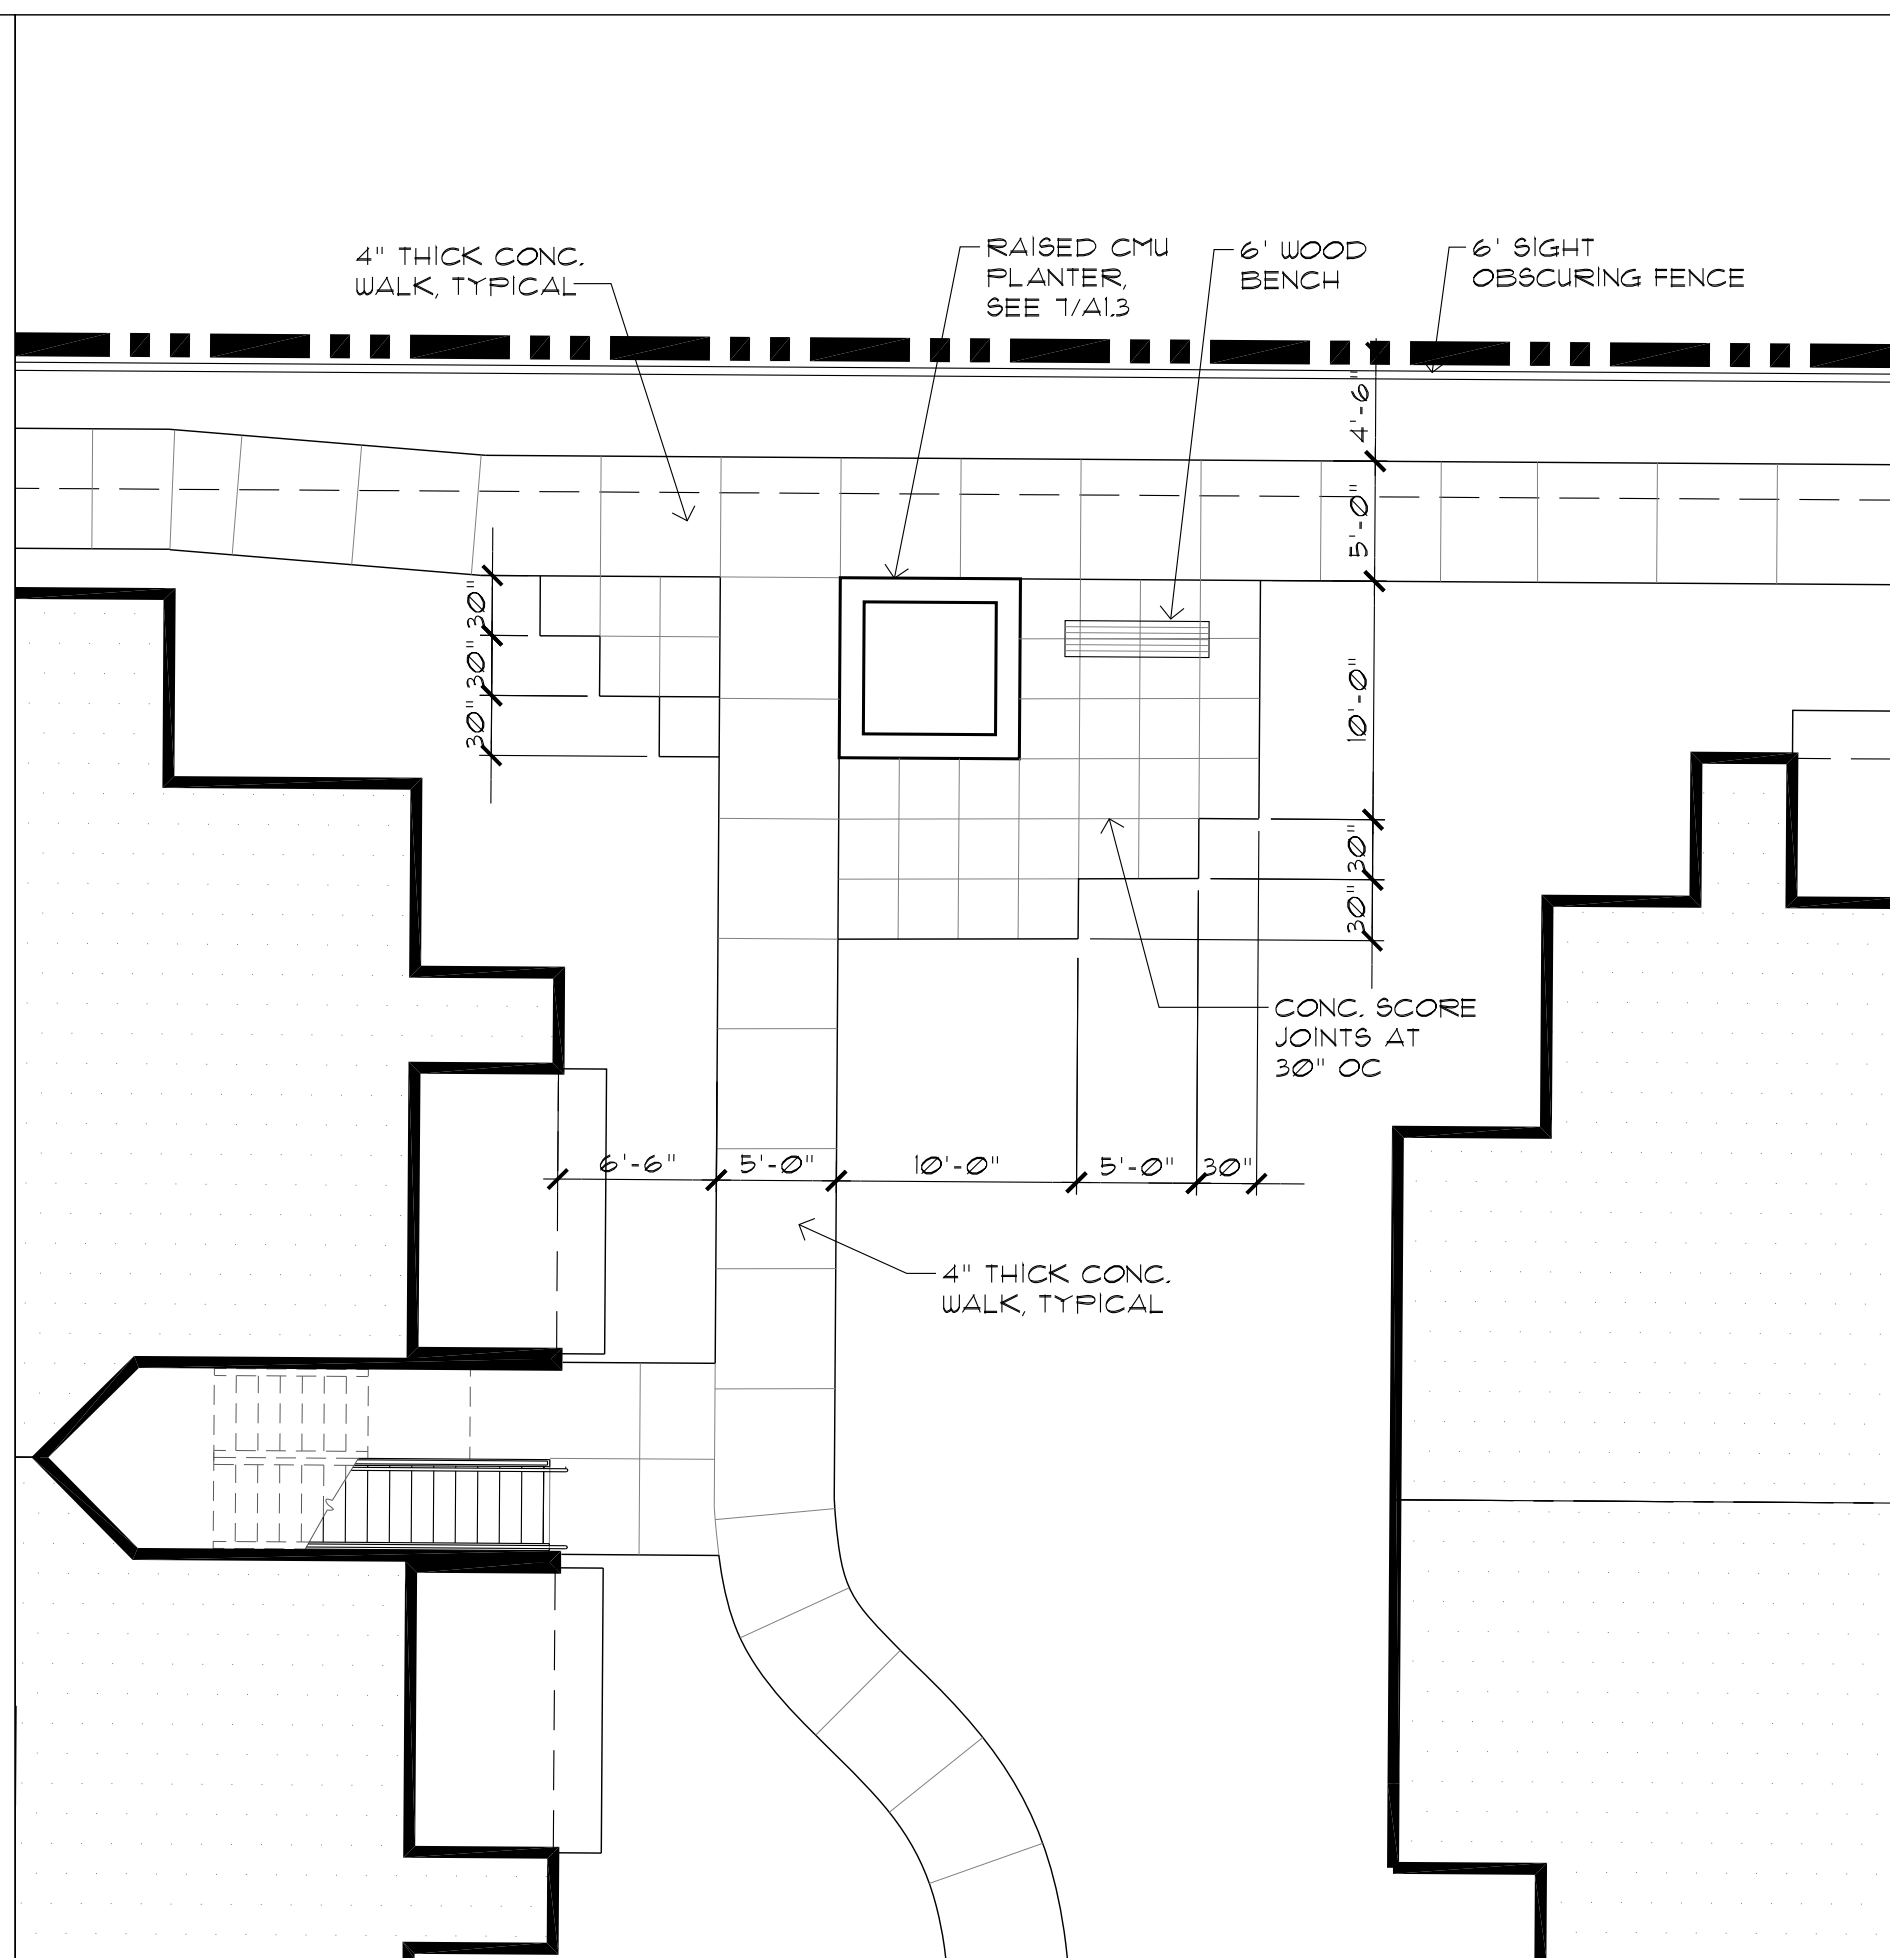 4" THICK CONC.
WALK, TYPICAL
RAISED CMU
PLANTER,
SEE 7/A1.3
6' WOOD
BENCH
6' SIGHT
OBSCURING FENCE
4'-6"
5'-0"
10'-0"
30"
30"
30"
30"
30"
CONC. SCORE
JOINTS AT
30" OC
6'-6"
5'-0"
10'-0"
5'-0"
30"
4" THICK CONC.
WALK, TYPICAL